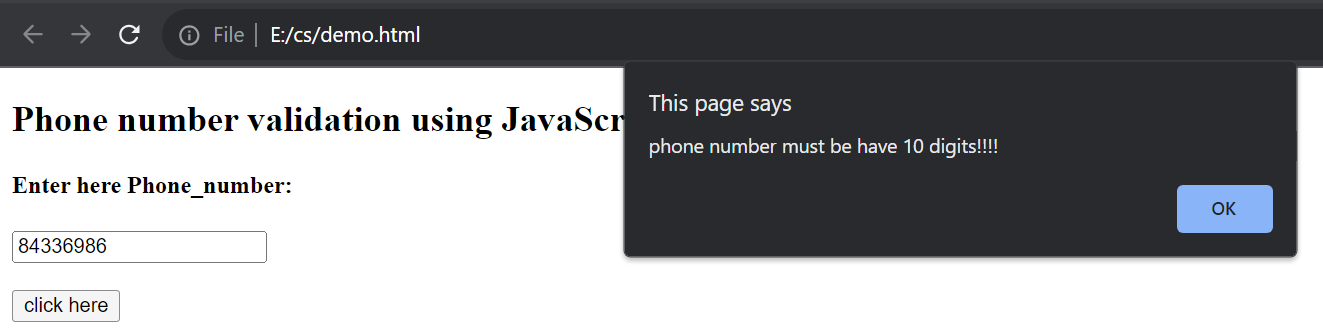 File | E:/cs/demo.html
Phone number validation using JavaScr
This page says
phone number must be have 10 digits!!!!
OK
Enter here Phone_number:
84336986
click here